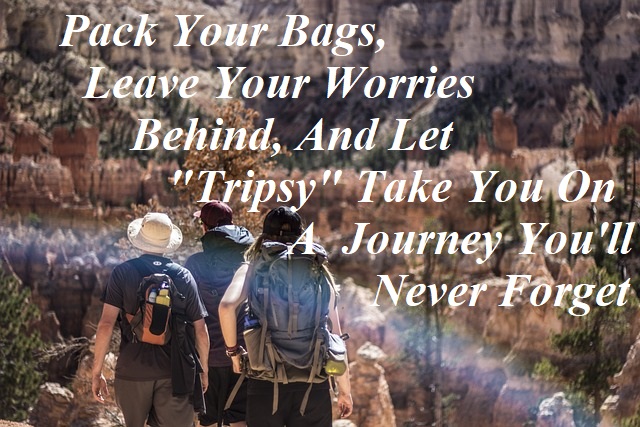 Pack Your Bags,
Leave Your Worries
Behind, And Let
"Tripsy" Take You On
A Journey You'll
Never Forget